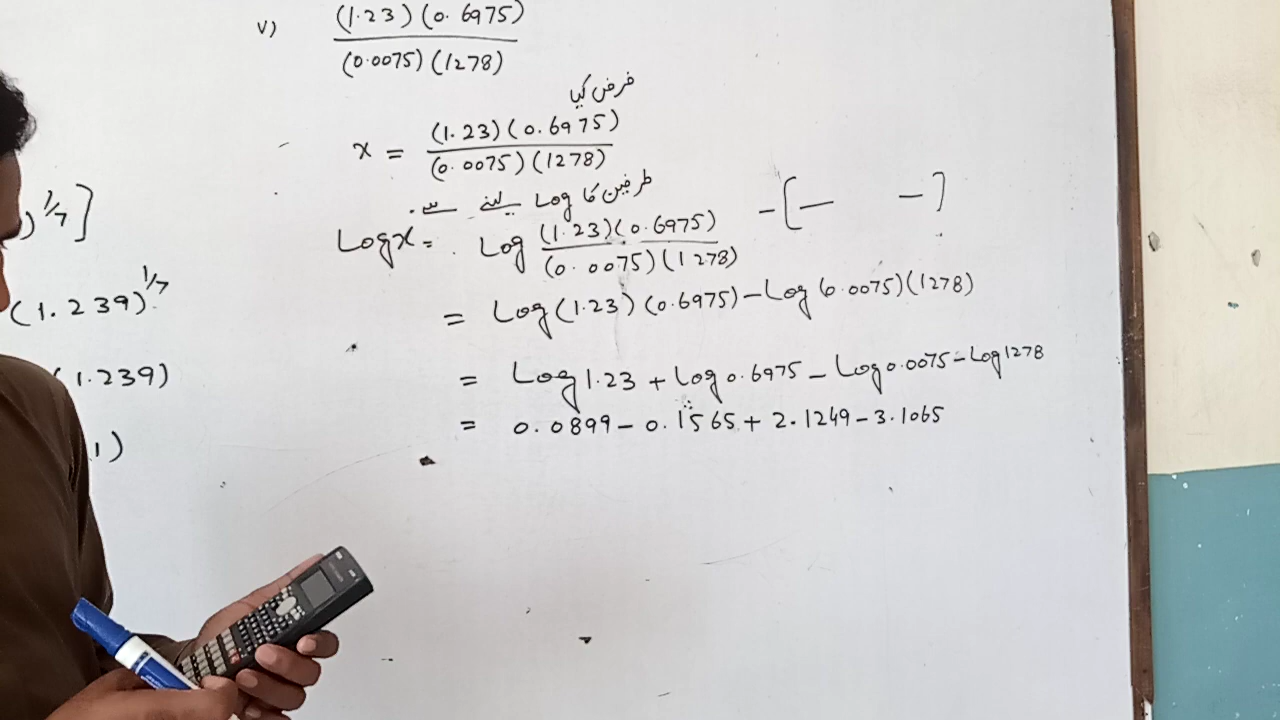 v) (1.23)(0.6975)
(0.0075)(1278)
فرض کیا
x = (1.23)(0.6975)
(0.0075)(1278)
طرفین کا Log لینے سے۔
Logx = Log (1.23)(0.6975)
(0.0075)(1278)
-[— —]
= Log(1.23)(0.6975)-Log(0.0075)(1278)
= Log1.23 + Log0.6975 - Log0.0075 - Log1278
= 0.0899 - 0.1565 + 2.1249 - 3.1065
) 1/7]
(1.239) 1/7
(1.239)
1)